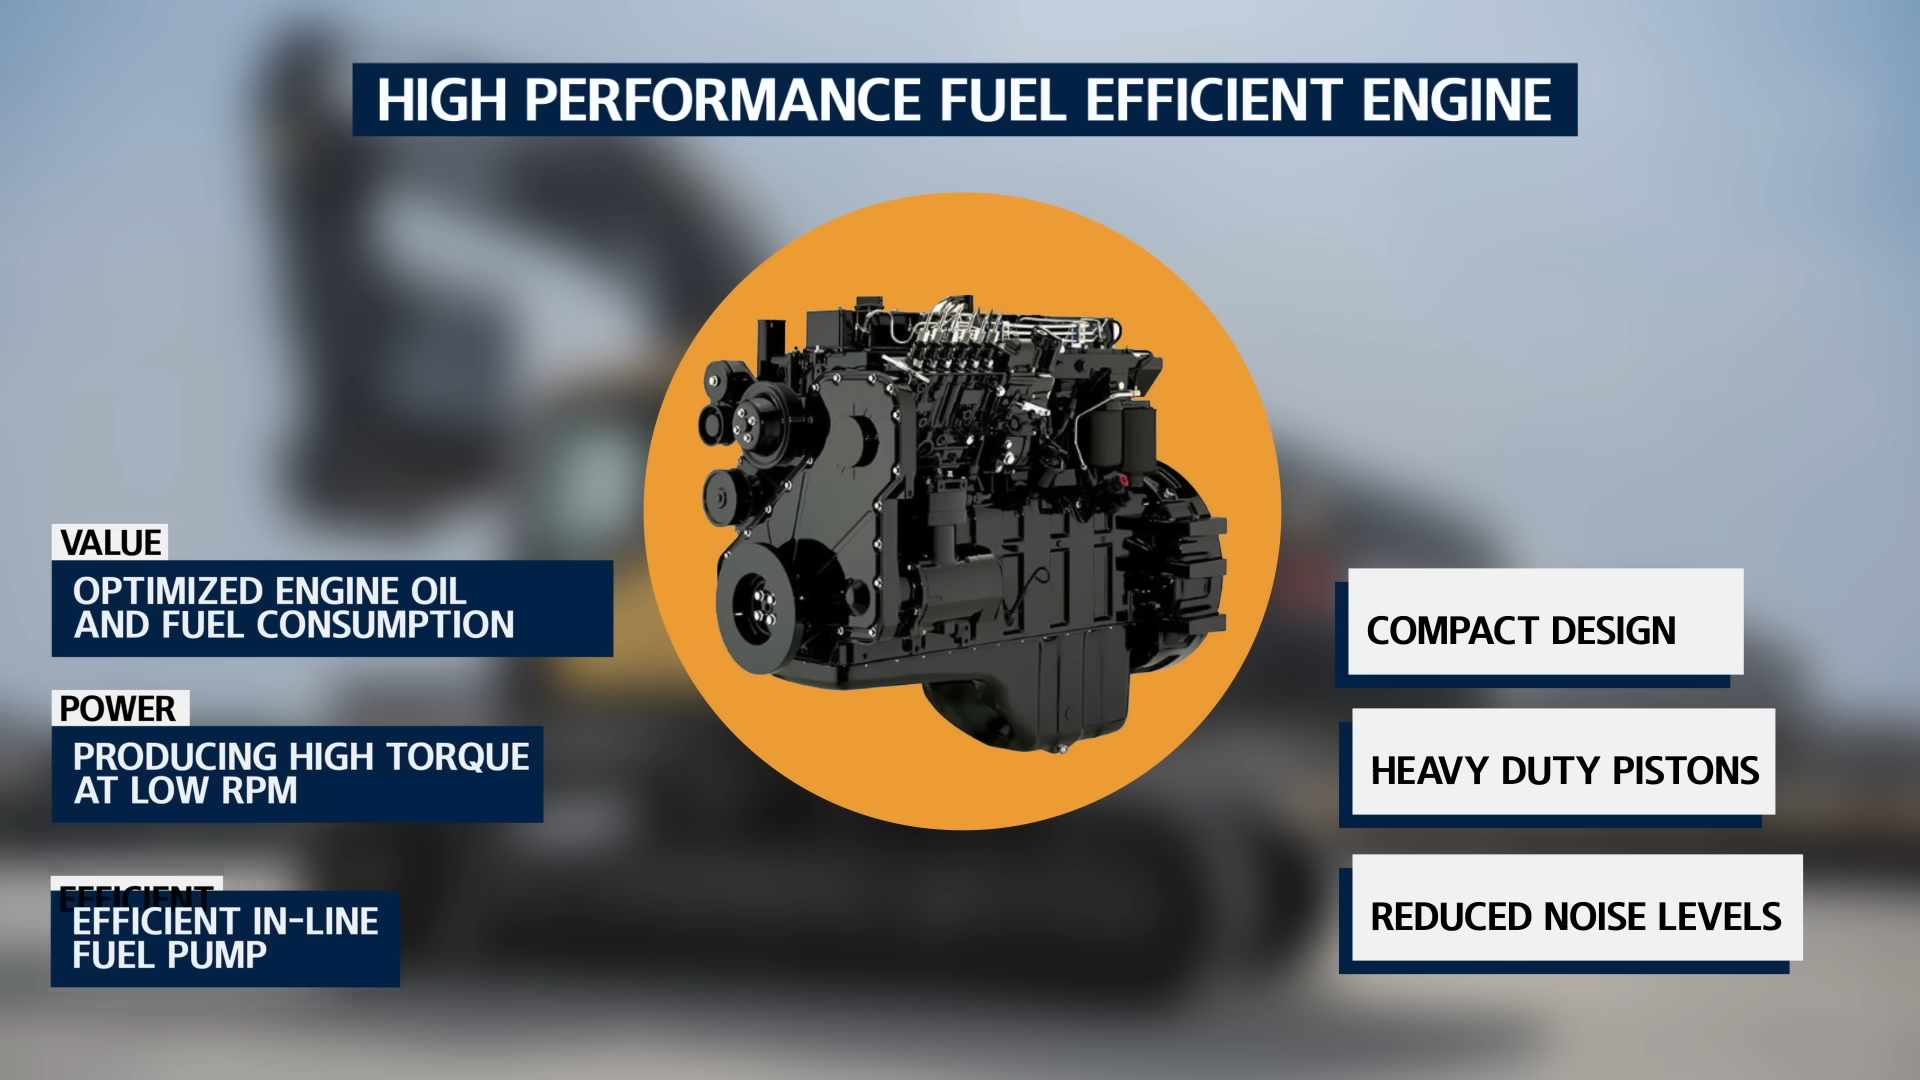 HIGH PERFORMANCE FUEL EFFICIENT ENGINE
VALUE
OPTIMIZED ENGINE OIL
AND FUEL CONSUMPTION
POWER
PRODUCING HIGH TORQUE
AT LOW RPM
EFFICIENT
EFFICIENT IN-LINE
FUEL PUMP
COMPACT DESIGN
HEAVY DUTY PISTONS
REDUCED NOISE LEVELS